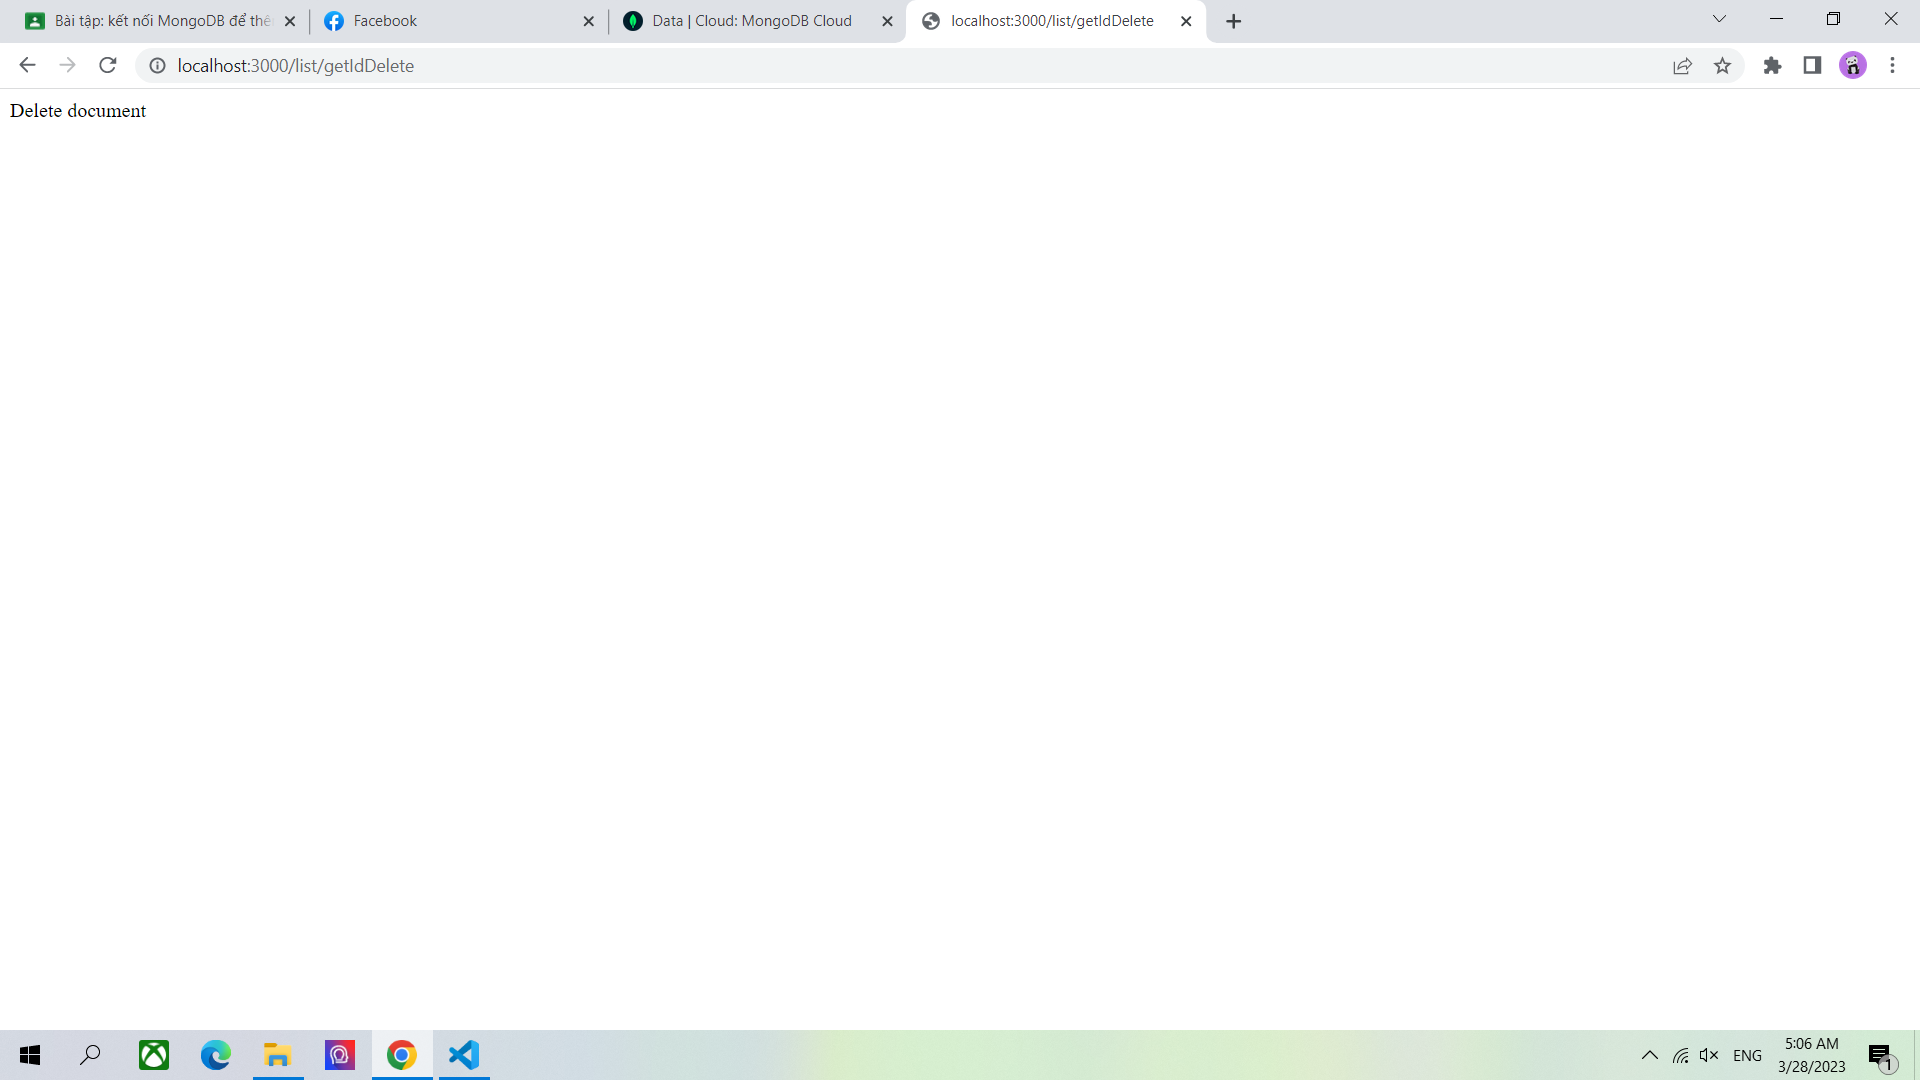 Bài tập: kết nối MongoDB để
Facebook
Data | Cloud: MongoDB Cloud
localhost:3000/list/getIdDelete
localhost:3000/list/getIdDelete
Delete document
ENG
5:06 AM
3/28/2023
1